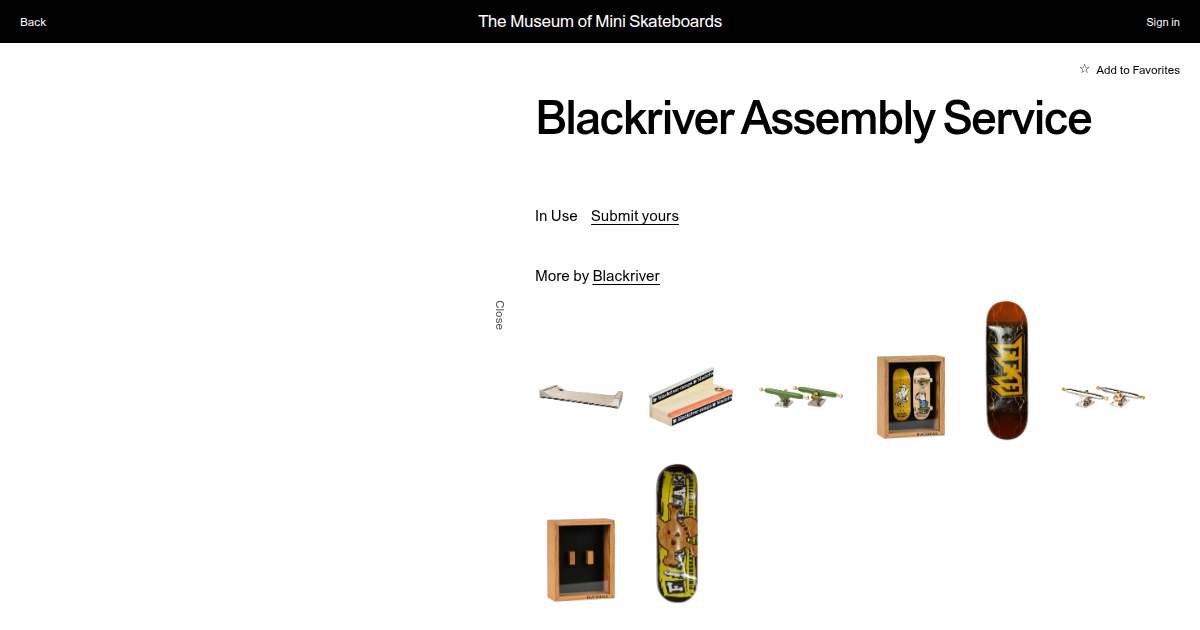 Back
The Museum of Mini Skateboards
Sign in
☆ Add to Favorites
Blackriver Assembly Service
In Use Submit yours
More by Blackriver
Close